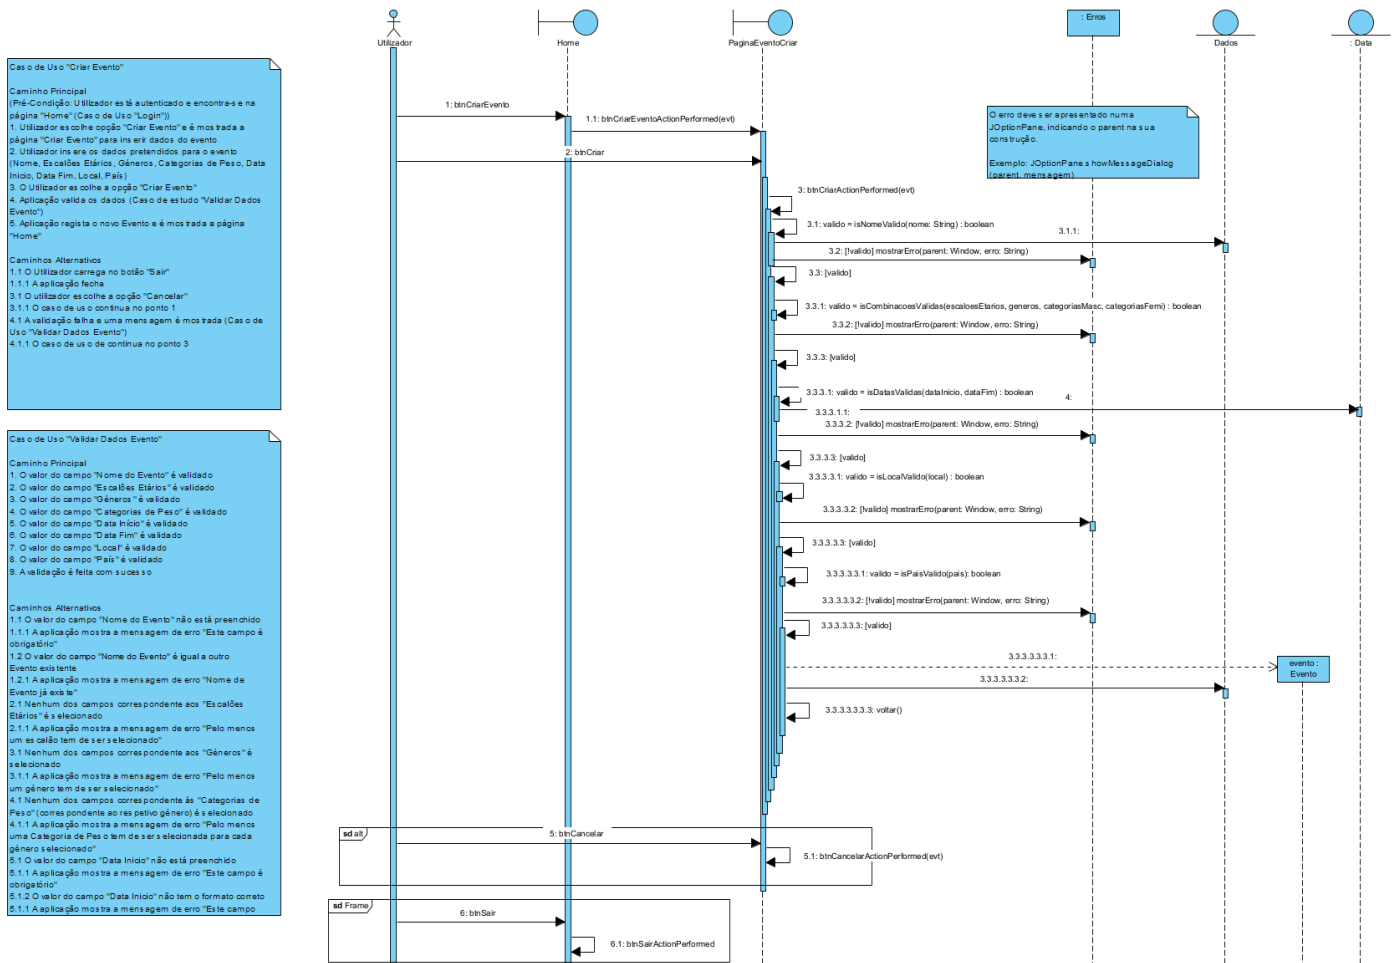 Utilizador
Home
PaginaEventoCriar
: Erros
Dados
: Data
Caso de Uso "Criar Evento"
Caminho Principal
(Pré-Condição: Utilizador está autenticado e encontra-se na
página "Home" (Caso de Uso "Login"))
1. Utilizador escolhe opção "Criar Evento" e é mostrada a
página "Criar Evento" para inserir dados do evento
2. Utilizador insere os dados pretendidos para o evento
(Nome, Escalões Etários, Géneros, Categorias de Peso, Data
Inicio, Data Fim, Local, País)
3. O Utilizador escolhe a opção "Criar Evento"
4. Aplicação valida os dados (Caso de estudo "Validar Dados
Evento")
5. Aplicação regista o novo Evento e é mostrada a página
"Home"
Caminhos Alternativos
1.1 O Utilizador carrega no botão "Sair"
1.1.1 A aplicação fecha
3.1 O utilizador escolhe a opção "Cancelar"
3.1.1 O caso de uso continua no ponto 1
4.1 A validação falha e uma mensagem é mostrada (Caso de
Uso "Validar Dados Evento")
4.1.1 O caso de uso de continua no ponto 3
Caso de Uso "Validar Dados Evento"
Caminho Principal
1. O valor do campo "Nome do Evento" é validado
2. O valor do campo "Escalões Etários" é validado
3. O valor do campo "Géneros" é validado
4. O valor do campo "Categorias de Peso" é validado
5. O valor do campo "Data Início" é validado
6. O valor do campo "Data Fim" é validado
7. O valor do campo "Local" é validado
8. O valor do campo "País" é validado
9. A validação é feita com sucesso
Caminhos Alternativos
1.1 O valor do campo "Nome do Evento" não está preenchido
1.1.1 A aplicação mostra a mensagem de erro "Este campo é
obrigatório"
1.2 O valor do campo "Nome do Evento" é igual a outro
Evento existente
1.2.1 A aplicação mostra a mensagem de erro "Nome de
Evento já existe"
2.1 Nenhum dos campos correspondente aos "Escalões
Etários" é selecionado
2.1.1 A aplicação mostra a mensagem de erro "Pelo menos
um escalão tem de ser selecionado"
3.1 Nenhum dos campos correspondente aos "Géneros" é
selecionado
3.1.1 A aplicação mostra a mensagem de erro "Pelo menos
um género tem de ser selecionado"
4.1 Nenhum dos campos correspondente às "Categorias de
Peso" (correspondente ao respetivo género) é selecionado
4.1.1 A aplicação mostra a mensagem de erro "Pelo menos
uma Categoria de Peso tem de ser selecionada para cada
género selecionado"
5.1 O valor do campo "Data Inicio" não está preenchido
5.1.1 A aplicação mostra a mensagem de erro "Este campo é
obrigatório"
5.1.2 O valor do campo "Data Inicio" não tem o formato correto
5.1.1 A aplicação mostra a mensagem de erro "Este campo
O erro deve ser apresentado numa
JOptionPane, indicando o parent na sua
construção.
Exemplo: JOptionPane.showMessageDialog
(parent, mensagem)
1: btnCriarEvento
1.1: btnCriarEventoActionPerformed(evt)
2: btnCriar
3: btnCriarActionPerformed(evt)
3.1: valido = isNomeValido(nome: String) : boolean
3.1.1:
3.2: [!valido] mostrarErro(parent: Window, erro: String)
3.3: [valido]
3.3.1: valido = isCombinacoesValidas(escaloesEtarios, generos, categoriasMasc, categoriasFemi) : boolean
3.3.2: [!valido] mostrarErro(parent: Window, erro: String)
3.3.3: [valido]
3.3.3.1: valido = isDatasValidas(dataInicio, dataFim) : boolean
4:
3.3.3.1.1:
3.3.3.2: [!valido] mostrarErro(parent: Window, erro: String)
3.3.3.3: [valido]
3.3.3.3.1: valido = isLocalValido(local) : boolean
3.3.3.3.2: [!valido] mostrarErro(parent: Window, erro: String)
3.3.3.3.3: [valido]
3.3.3.3.3.1: valido = isPaisValido(pais): boolean
3.3.3.3.3.2: [!valido] mostrarErro(parent: Window, erro: String)
3.3.3.3.3.3: [valido]
3.3.3.3.3.3.1:
evento :
Evento
3.3.3.3.3.3.2:
3.3.3.3.3.3.3: voltar()
sd alt
5: btnCancelar
5.1: btnCancelarActionPerformed(evt)
sd Frame
6: btnSair
6.1: btnSairActionPerformed